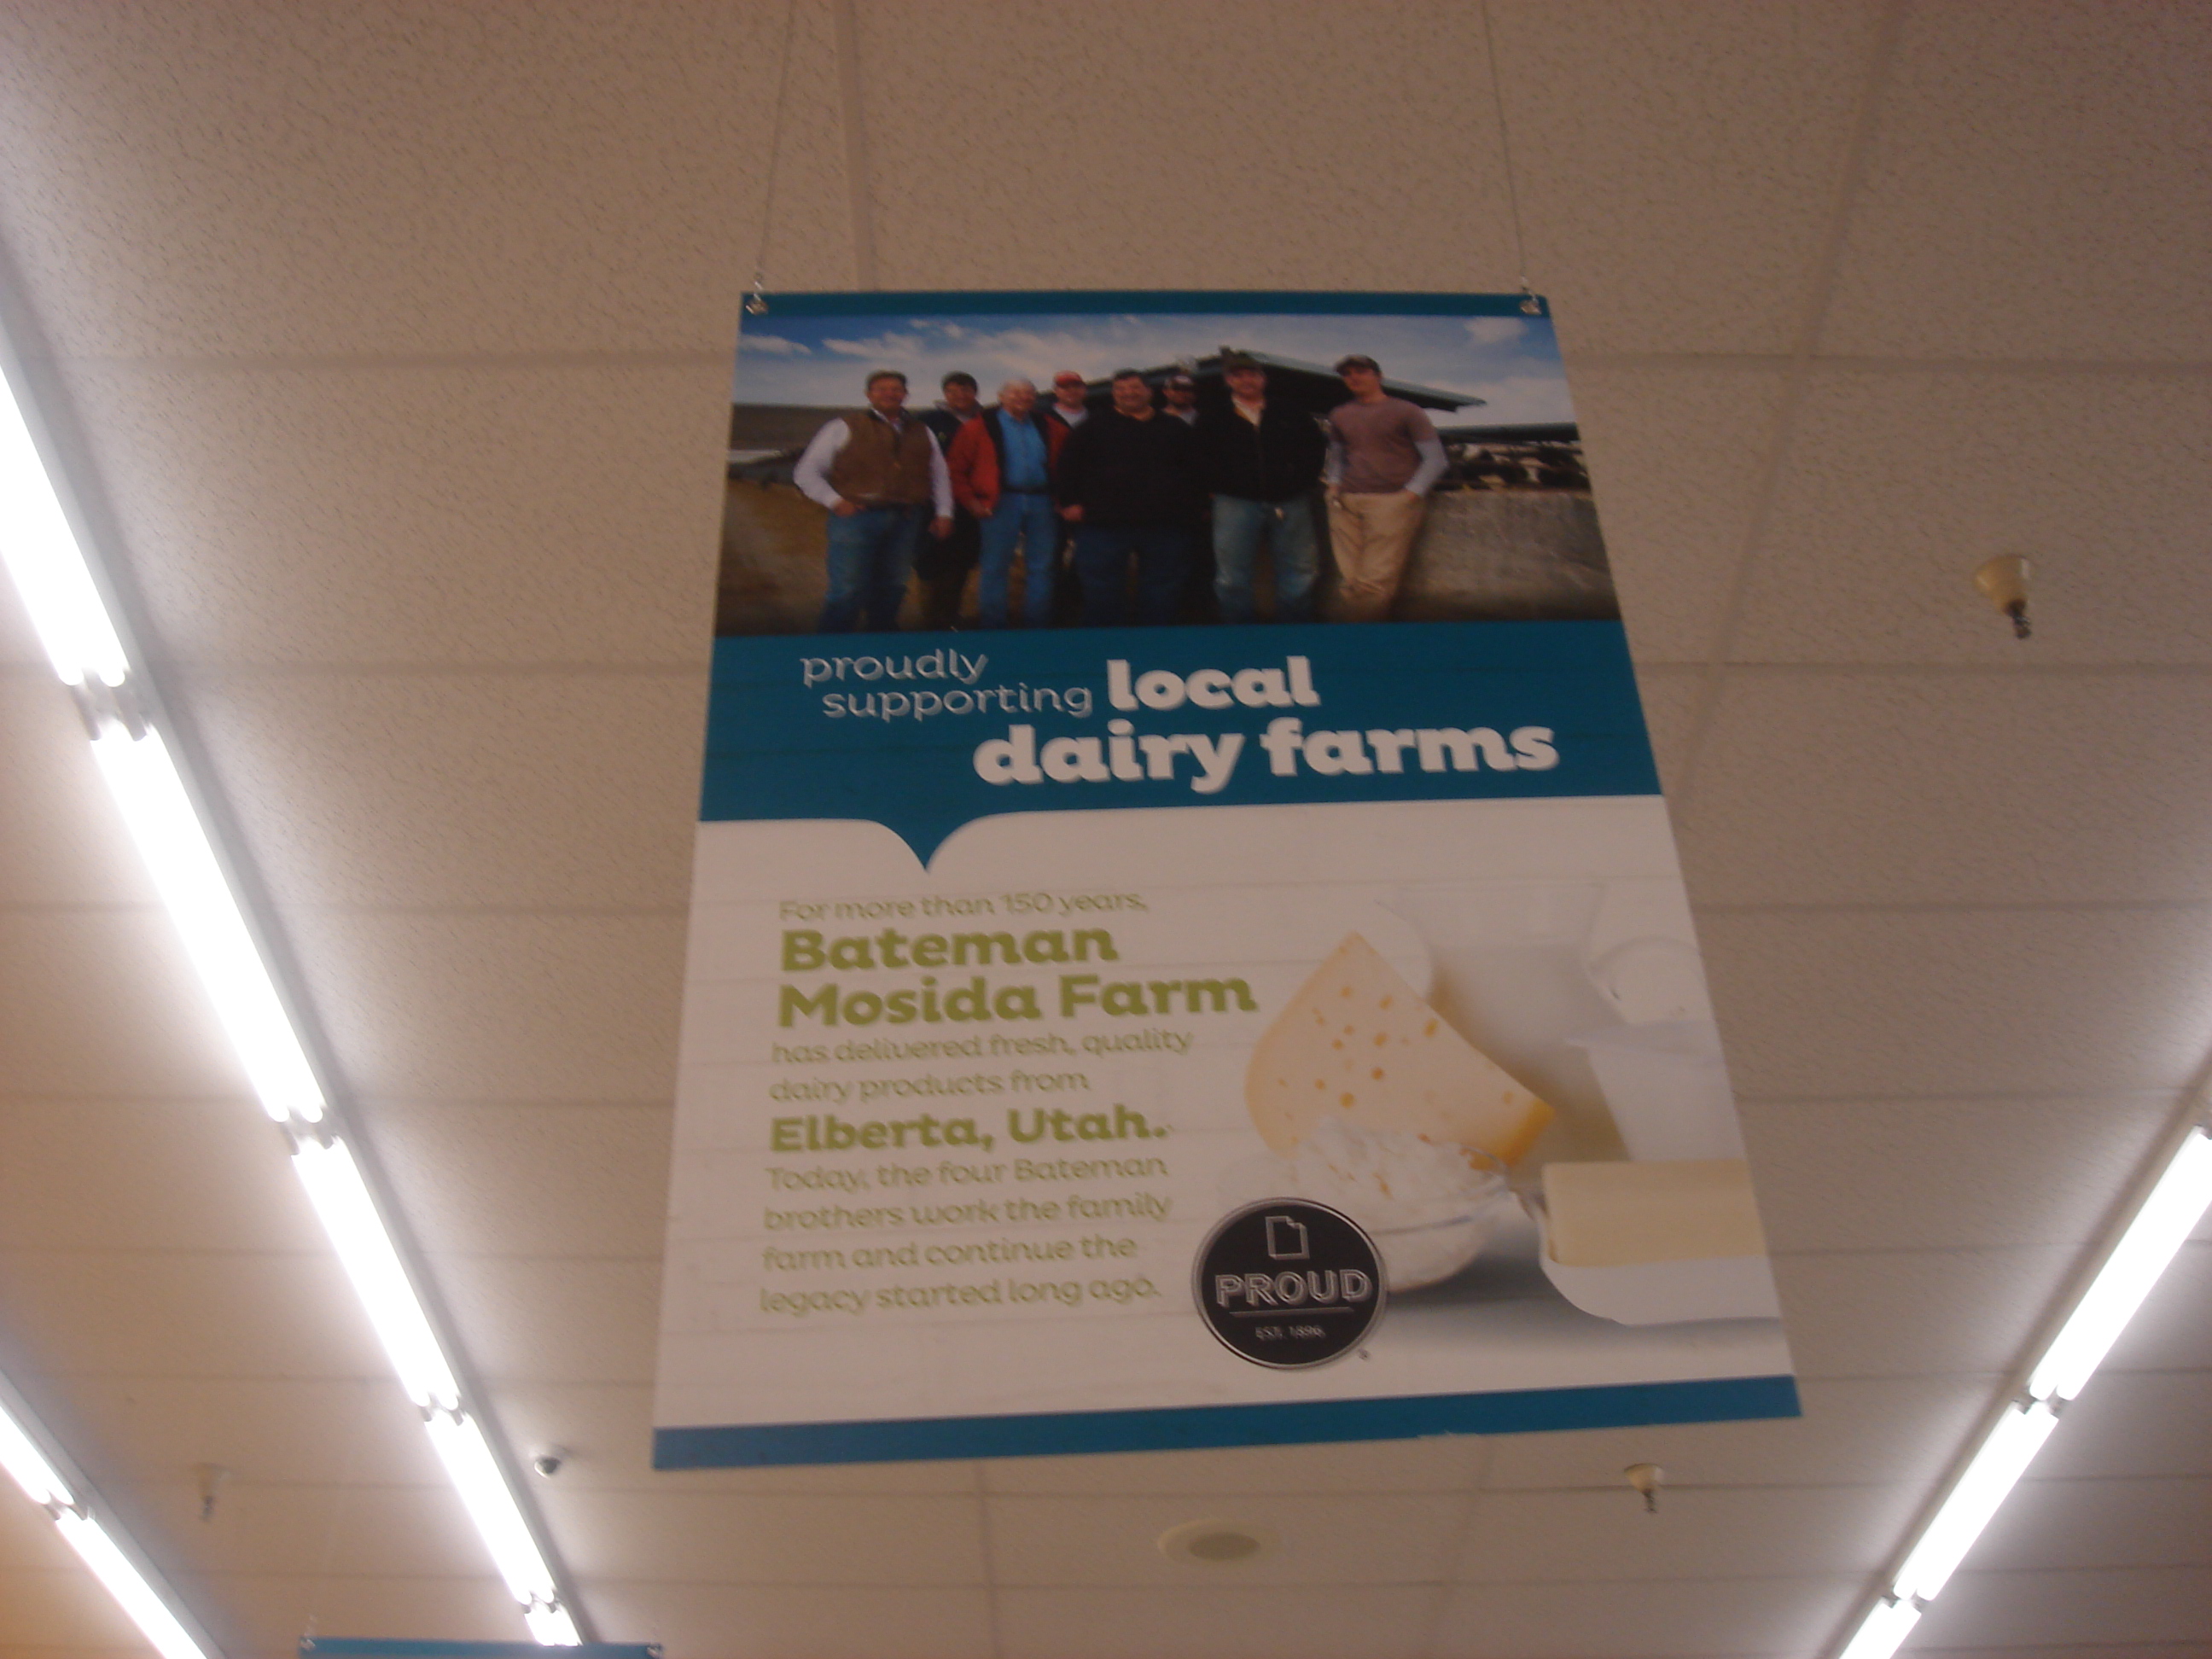 proudly
supporting local
dairy farms
For more than 150 years,
Bateman
Mosida Farm
has delivered fresh, quality
dairy products from
Elberta, Utah.
Today, the four Bateman
brothers work the family
farm and continue the
legacy started long ago.
PROUD
EST. 1896